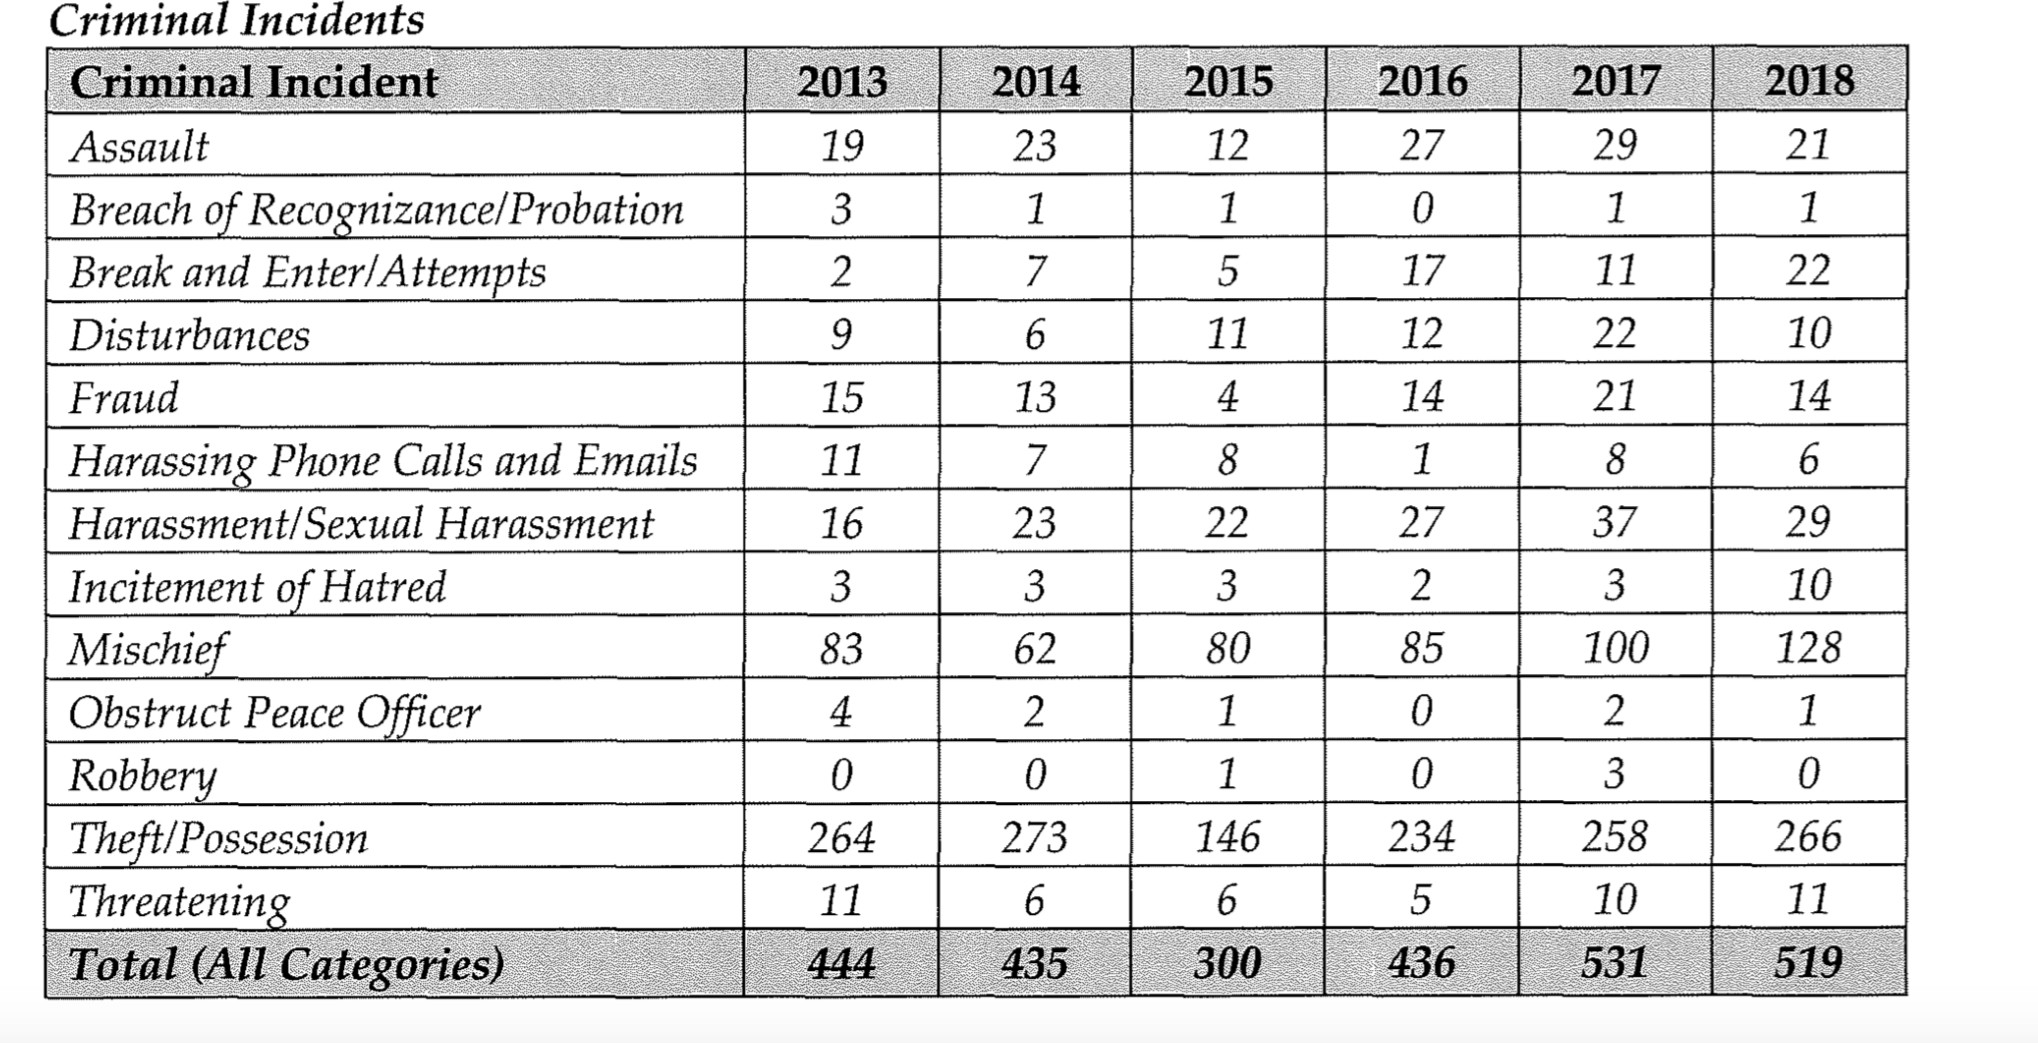 Criminal Incidents
Criminal Incident 2013 2014 2015 2016 2017 2018
Assault 19 23 12 27 29 21
Breach of Recognizance/Probation 3 1 1 0 1 1
Break and Enter/Attempts 2 7 5 17 11 22
Disturbances 9 6 11 12 22 10
Fraud 15 13 4 14 21 14
Harassing Phone Calls and Emails 11 7 8 1 8 6
Harassment/Sexual Harassment 16 23 22 27 37 29
Incitement of Hatred 3 3 3 2 3 10
Mischief 83 62 80 85 100 128
Obstruct Peace Officer 4 2 1 0 2 1
Robbery 0 0 1 0 3 0
Theft/Possession 264 273 146 234 258 266
Threatening 11 6 6 5 10 11
Total (All Categories) 444 435 300 436 531 519